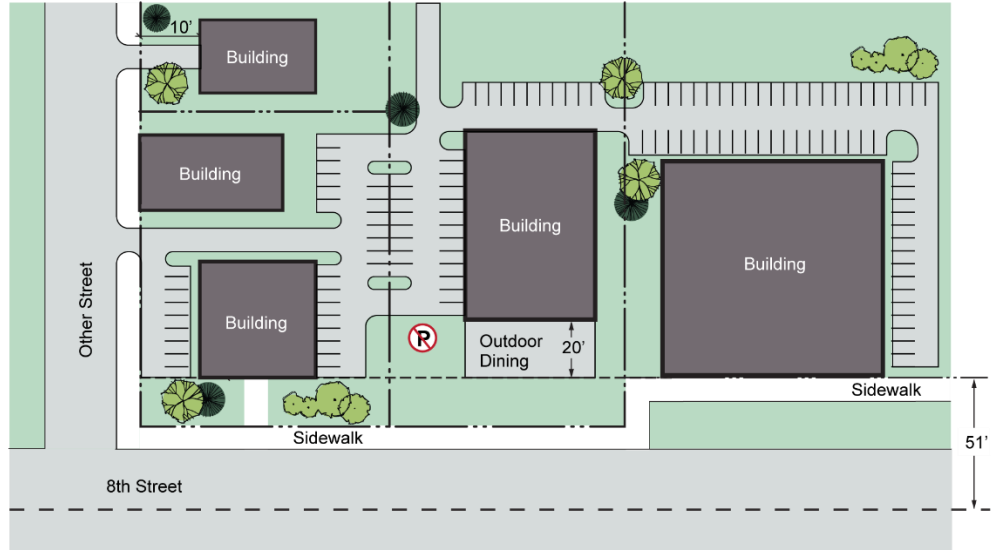 10'
Building
Building
Building
Building
Building
Other Street
P
Outdoor
Dining
20'
Sidewalk
Sidewalk
51'
8th Street